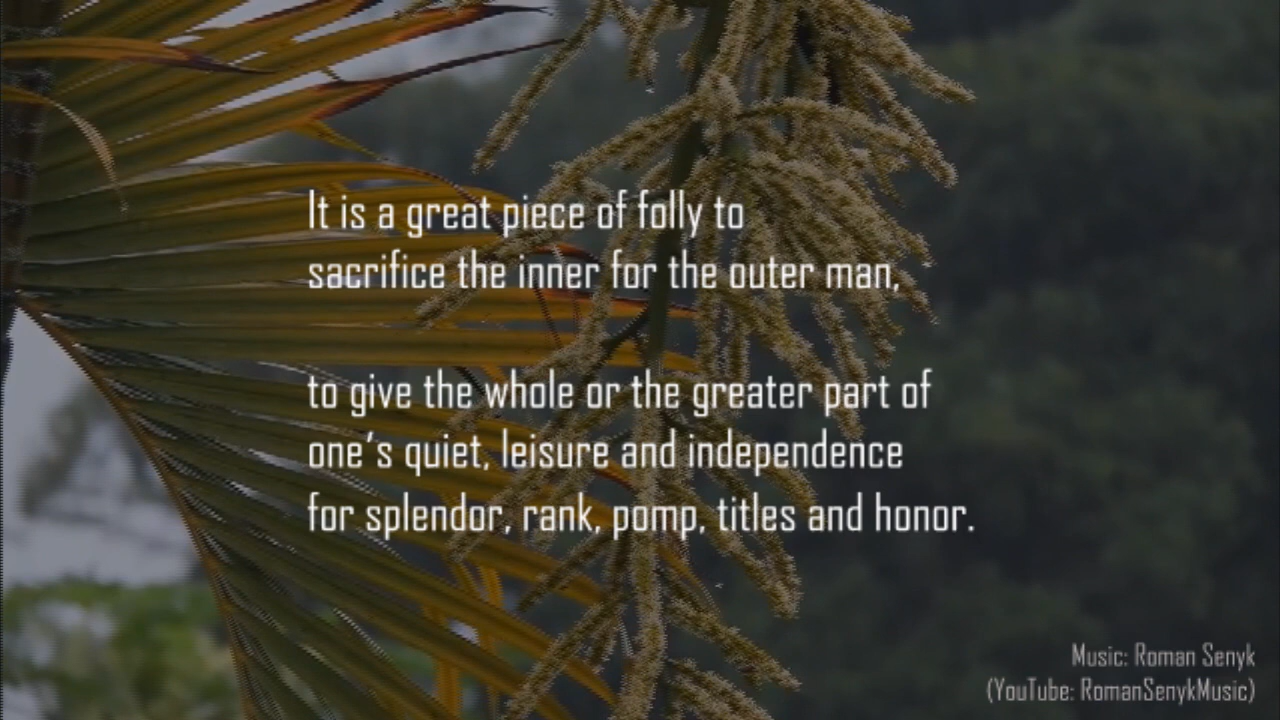 It is a great piece of folly to
sacrifice the inner for the outer man,
to give the whole or the greater part of
one's quiet, leisure and independence
for splendor, rank, pomp, titles and honor.
Music: Roman Senyk
(YouTube: RomanSenykMusic)